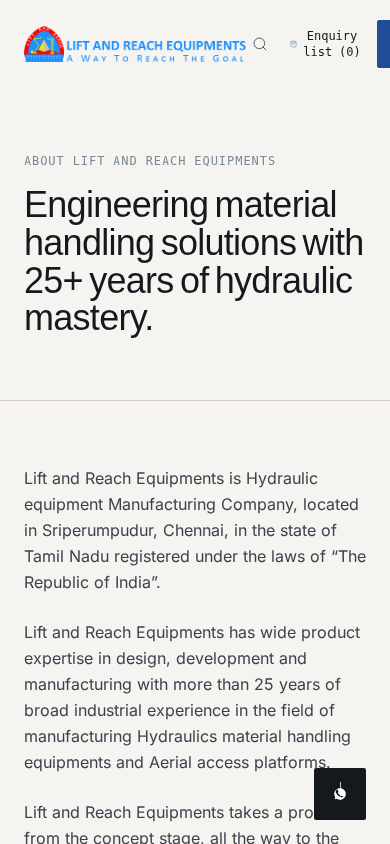 LIFT AND REACH EQUIPMENTS
A WAY TO REACH THE GOAL
Enquiry
list (0)
ABOUT LIFT AND REACH EQUIPMENTS
Engineering material
handling solutions with
25+ years of hydraulic
mastery.
Lift and Reach Equipments is Hydraulic
equipment Manufacturing Company, located
in Sriperumpudur, Chennai, in the state of
Tamil Nadu registered under the laws of “The
Republic of India”.
Lift and Reach Equipments has wide product
expertise in design, development and
manufacturing with more than 25 years of
broad industrial experience in the field of
manufacturing Hydraulics material handling
equipments and Aerial access platforms.
Lift and Reach Equipments takes a pro
from the concept stage, all the way to the